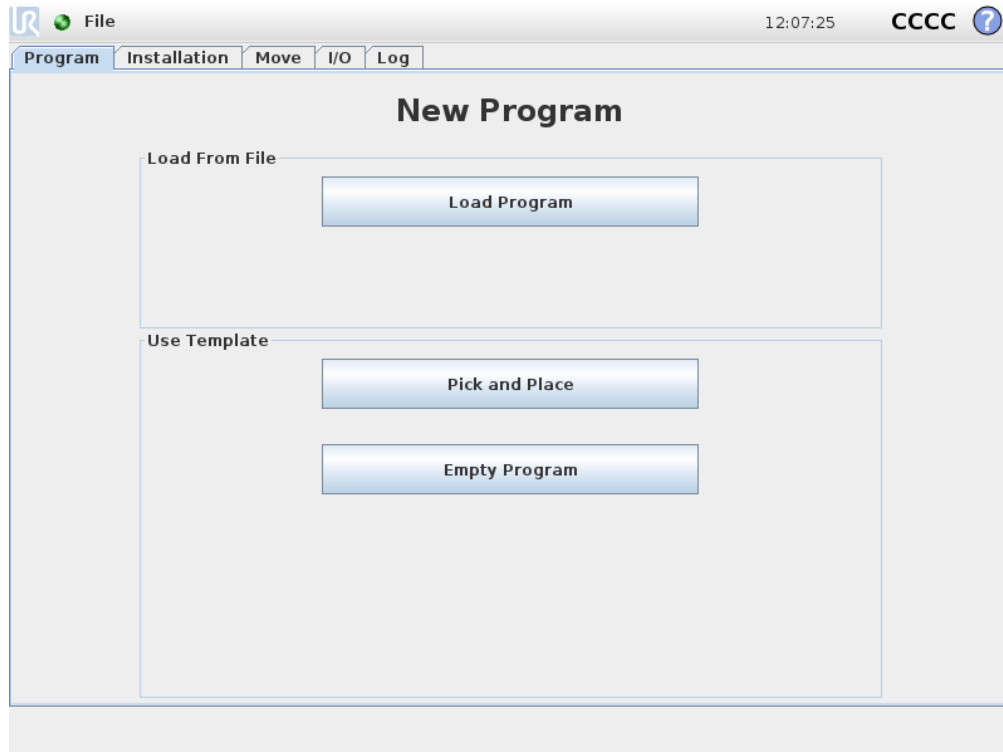 UR File 12:07:25 CCCC ?
Program Installation Move I/O Log
New Program
Load From File
Load Program
Use Template
Pick and Place
Empty Program